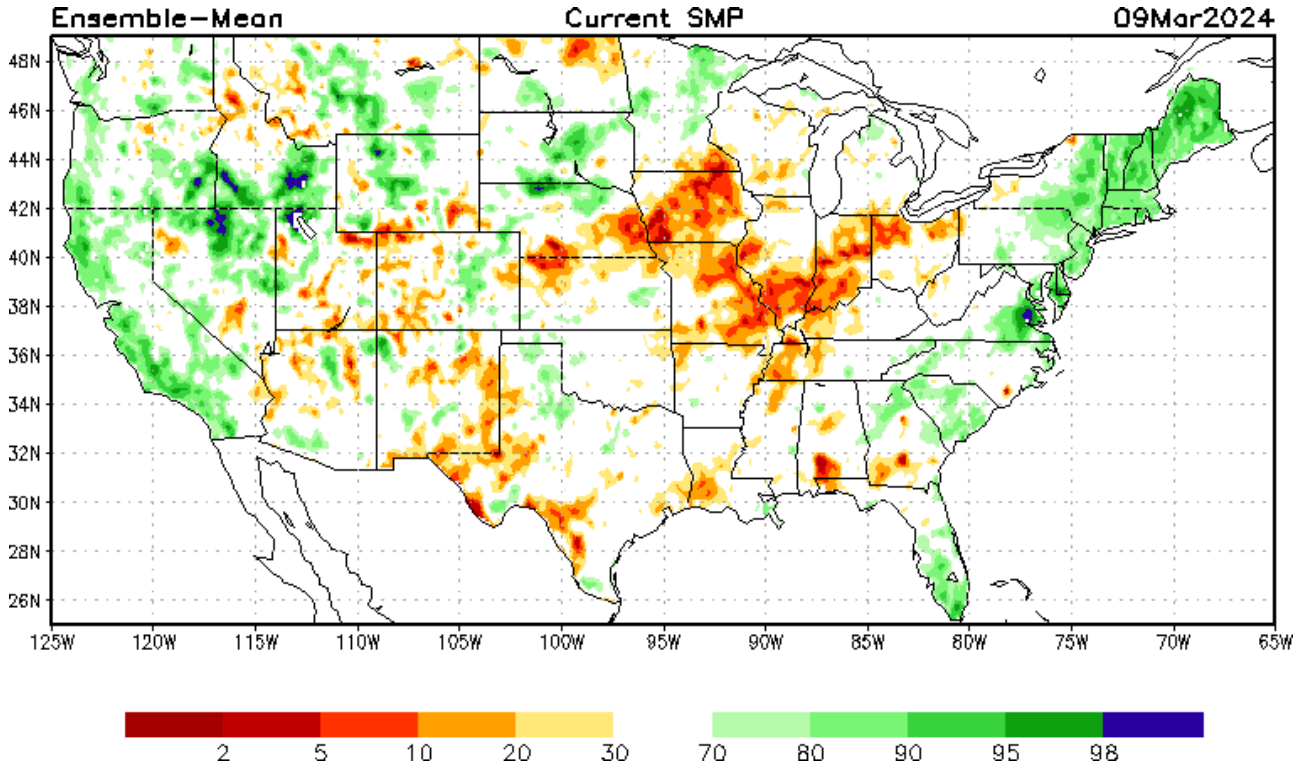 Ensemble-Mean Current SMP 09Mar2024
48N
46N
44N
42N
40N
38N
36N
34N
32N
30N
28N
26N
125W 120W 115W 110W 105W 100W 95W 90W 85W 80W 75W 70W 65W
2 5 10 20 30 70 80 90 95 98